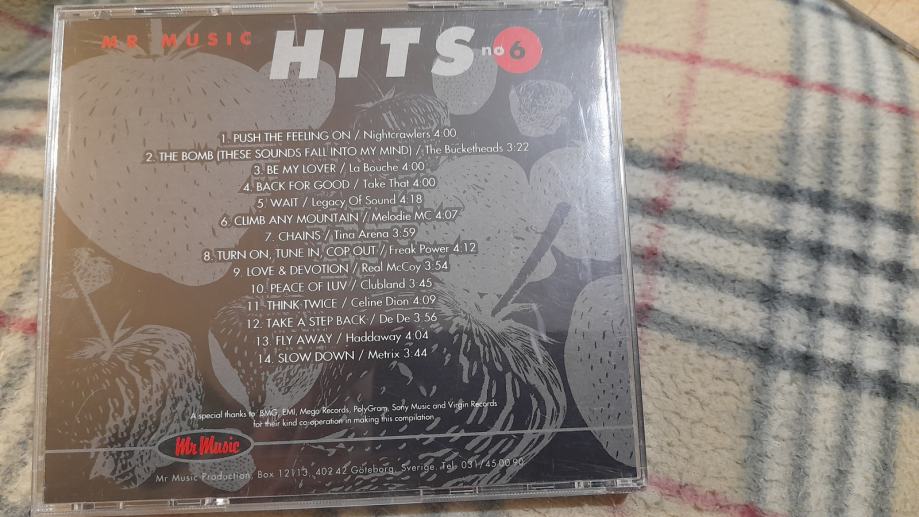 MR MUSIC HITS no 6
1. PUSH THE FEELING ON / Nightcrawlers 4:00
2. THE BOMB (THESE SOUNDS FALL INTO MY MIND) / The Bucketheads 3:22
3. BE MY LOVER / La Bouche 4:00
4. BACK FOR GOOD / Take That 4:00
5. WAIT / Legacy Of Sound 4:18
6. CLIMB ANY MOUNTAIN / Melodie MC 4:07
7. CHAINS / Tina Arena 3:59
8. TURN ON, TUNE IN, COP OUT / Freak Power 4.12
9. LOVE & DEVOTION / Real McCoy 3:54
10. PEACE OF LUV / Clubland 3:45
11. THINK TWICE / Celine Dion 4:09
12. TAKE A STEP BACK / De De 3:56
13. FLY AWAY / Haddaway 4:04
14. SLOW DOWN / Metrix 3:44
A special thanks to BMG, EMI, Mega Records, PolyGram, Sony Music and Virgin Records
for their kind co-operation in making this compilation
Mr Music
Mr Music Production, Box 12113, 402 42 Göteborg, Sverige. Tel. 031/45 00 90